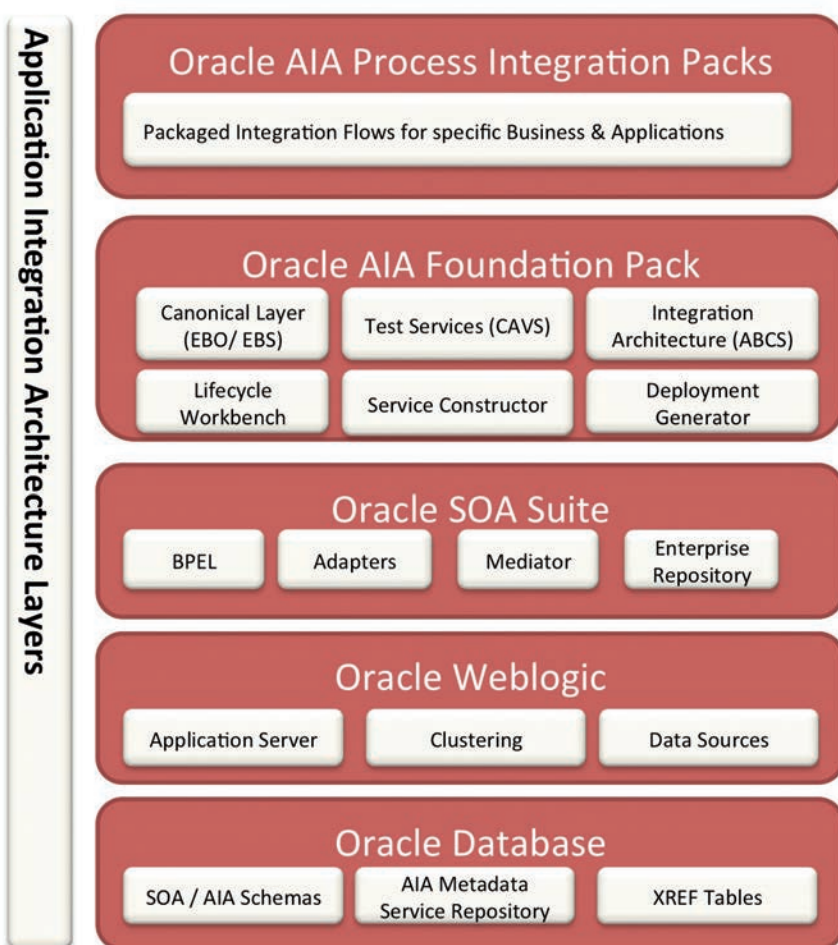 Application Integration Architecture Layers
Oracle AIA Process Integration Packs
Packaged Integration Flows for specific Business & Applications
Oracle AIA Foundation Pack
Canonical Layer
(EBO/ EBS)
Test Services (CAVS)
Integration
Architecture (ABCS)
Lifecycle
Workbench
Service Constructor
Deployment
Generator
Oracle SOA Suite
BPEL
Adapters
Mediator
Enterprise
Repository
Oracle Weblogic
Application Server
Clustering
Data Sources
Oracle Database
SOA / AIA Schemas
AIA Metadata
Service Repository
XREF Tables